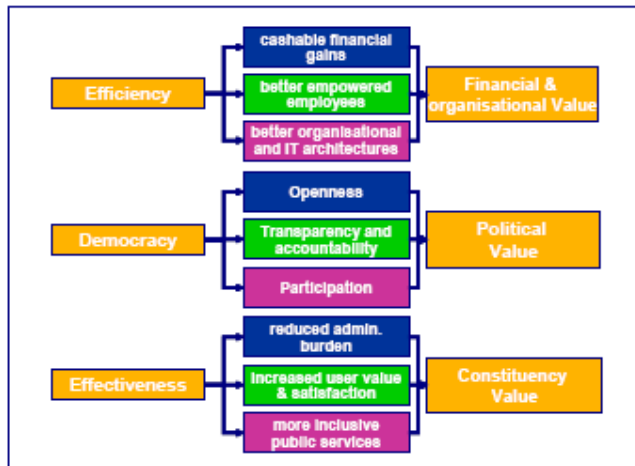 Efficiency
cashable financial
gains
better empowered
employees
better organisational
and IT architectures
Financial &
organisational Value
Democracy
Openness
Transparency and
accountability
Participation
Political
Value
Effectiveness
reduced admin.
burden
increased user value
& satisfaction
more inclusive
public services
Constituency
Value